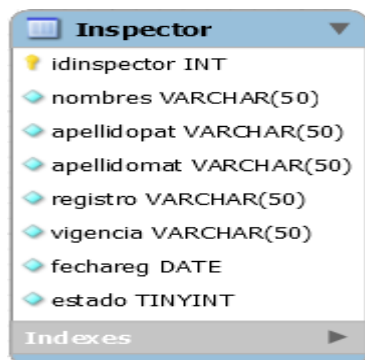 Inspector
idinspector INT
nombres VARCHAR(50)
apellidopat VARCHAR(50)
apellidomat VARCHAR(50)
registro VARCHAR(50)
vigencia VARCHAR(50)
fechareg DATE
estado TINYINT
Indexes